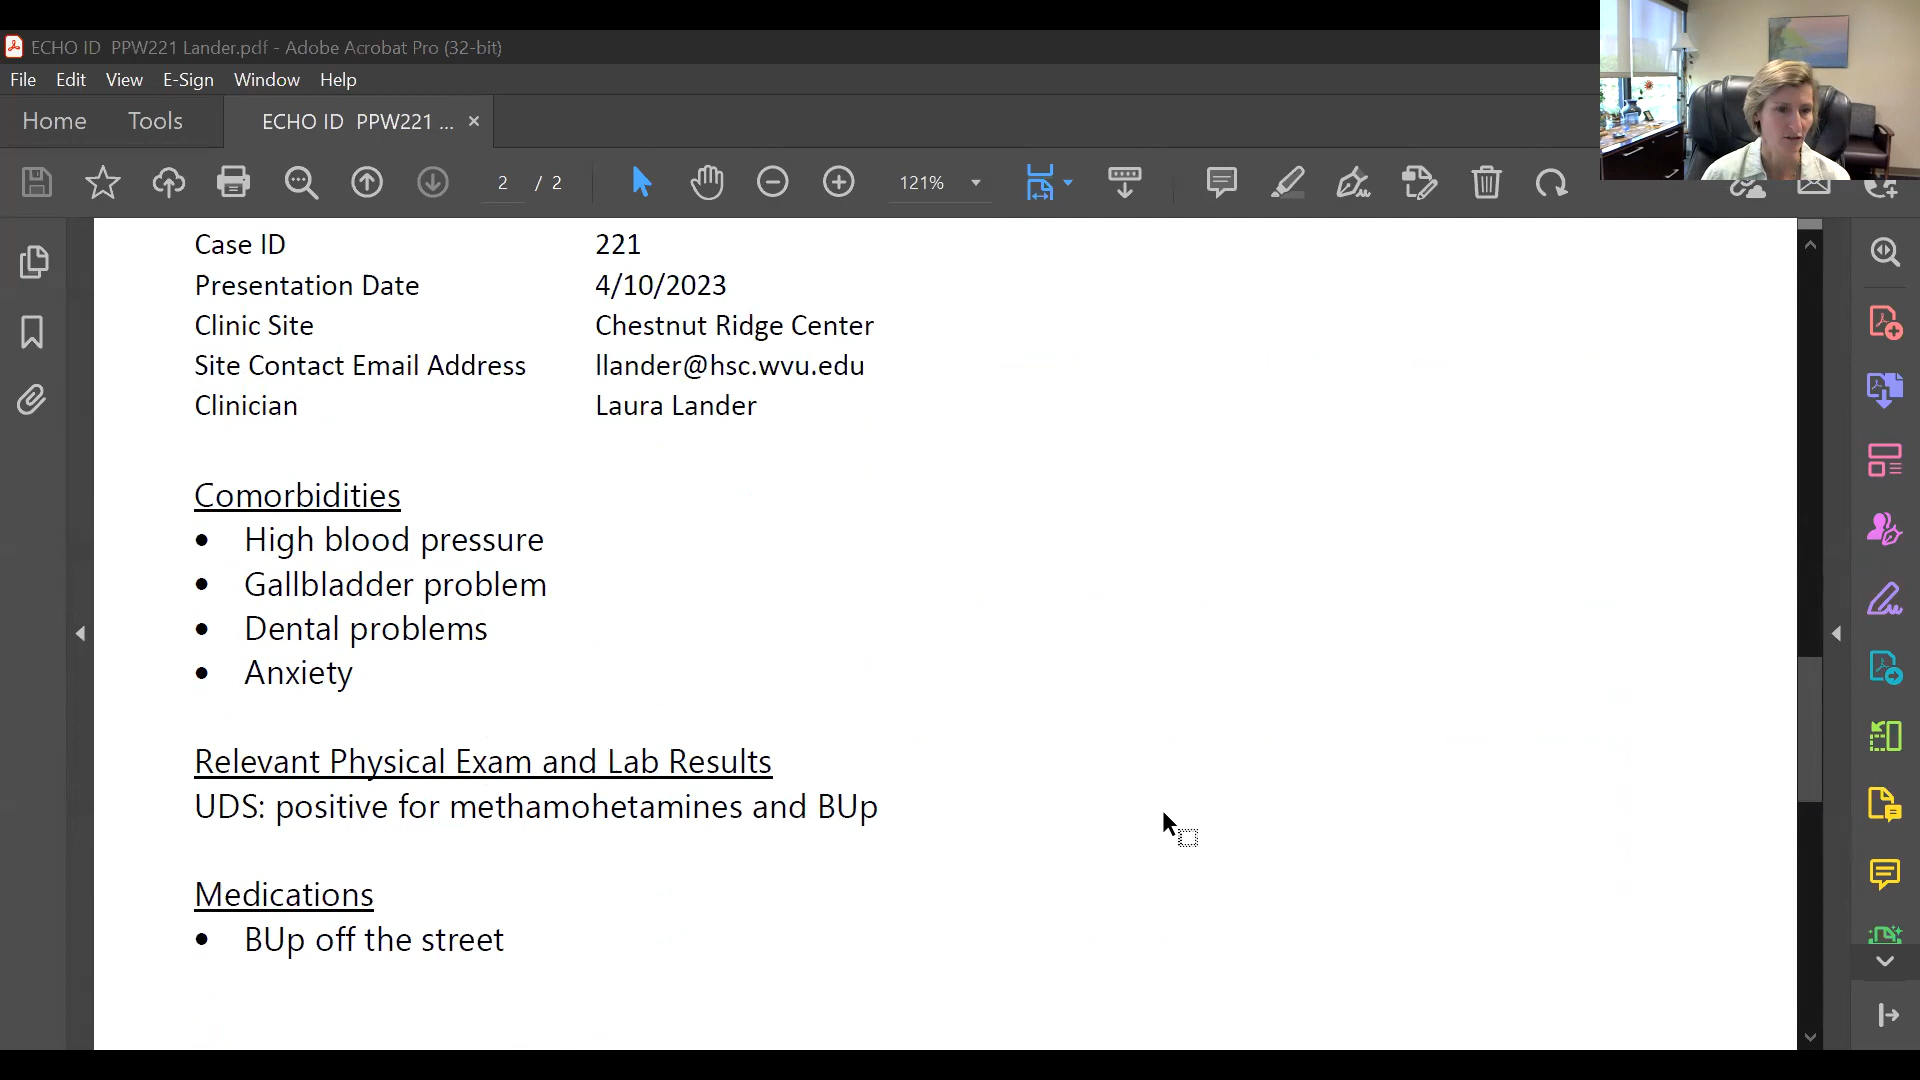 ECHO ID PPW221 Lander.pdf - Adobe Acrobat Pro (32-bit)
File Edit View E-Sign Window Help
Home Tools ECHO ID PPW221 ... ×
2 / 2 121%
Case ID 221
Presentation Date 4/10/2023
Clinic Site Chestnut Ridge Center
Site Contact Email Address llander@hsc.wvu.edu
Clinician Laura Lander
Comorbidities
• High blood pressure
• Gallbladder problem
• Dental problems
• Anxiety
Relevant Physical Exam and Lab Results
UDS: positive for methamohetamines and BUp
Medications
• BUp off the street